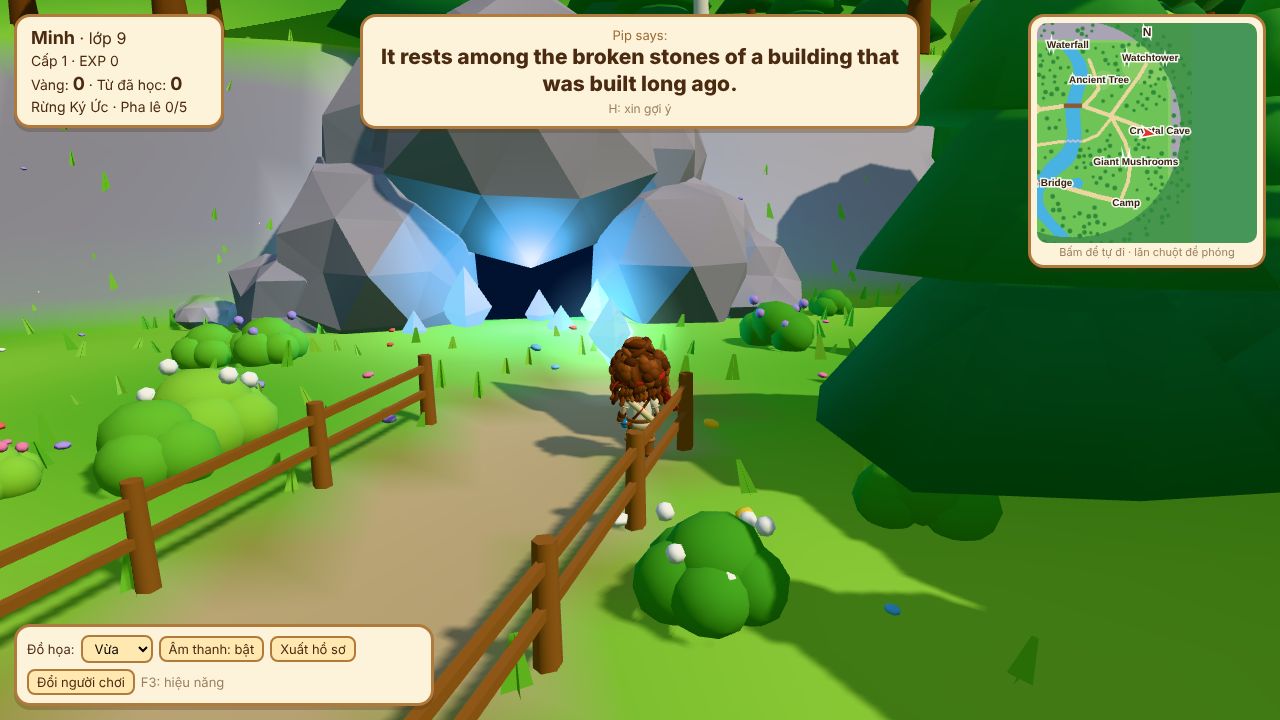 Minh · lớp 9
Cấp 1 · EXP 0
Vàng: 0 · Từ đã học: 0
Rừng Ký Ức · Pha lê 0/5
Pip says:
It rests among the broken stones of a building that
was built long ago.
H: xin gợi ý
N
Waterfall
Watchtower
Ancient Tree
Crystal Cave
Giant Mushrooms
Bridge
Camp
Bấm để tự đi · lăn chuột để phóng
Đồ họa: Vừa Âm thanh: bật Xuất hồ sơ
Đổi người chơi F3: hiệu năng